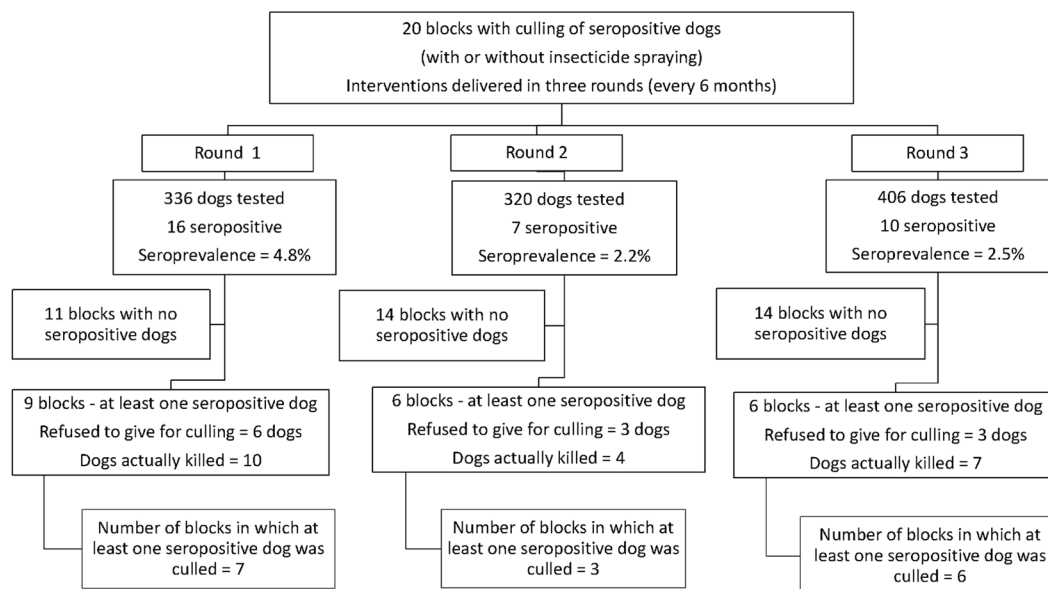 20 blocks with culling of seropositive dogs
(with or without insecticide spraying)
Interventions delivered in three rounds (every 6 months)
Round 1
336 dogs tested
16 seropositive
Seroprevalence = 4.8%
11 blocks with no
seropositive dogs
9 blocks - at least one seropositive dog
Refused to give for culling = 6 dogs
Dogs actually killed = 10
Number of blocks in which at
least one seropositive dog was
culled = 7
Round 2
320 dogs tested
7 seropositive
Seroprevalence = 2.2%
14 blocks with no
seropositive dogs
6 blocks - at least one seropositive dog
Refused to give for culling = 3 dogs
Dogs actually killed = 4
Number of blocks in which at
least one seropositive dog was
culled = 3
Round 3
406 dogs tested
10 seropositive
Seroprevalence = 2.5%
14 blocks with no
seropositive dogs
6 blocks - at least one seropositive dog
Refused to give for culling = 3 dogs
Dogs actually killed = 7
Number of blocks in which at
least one seropositive dog was
culled = 6